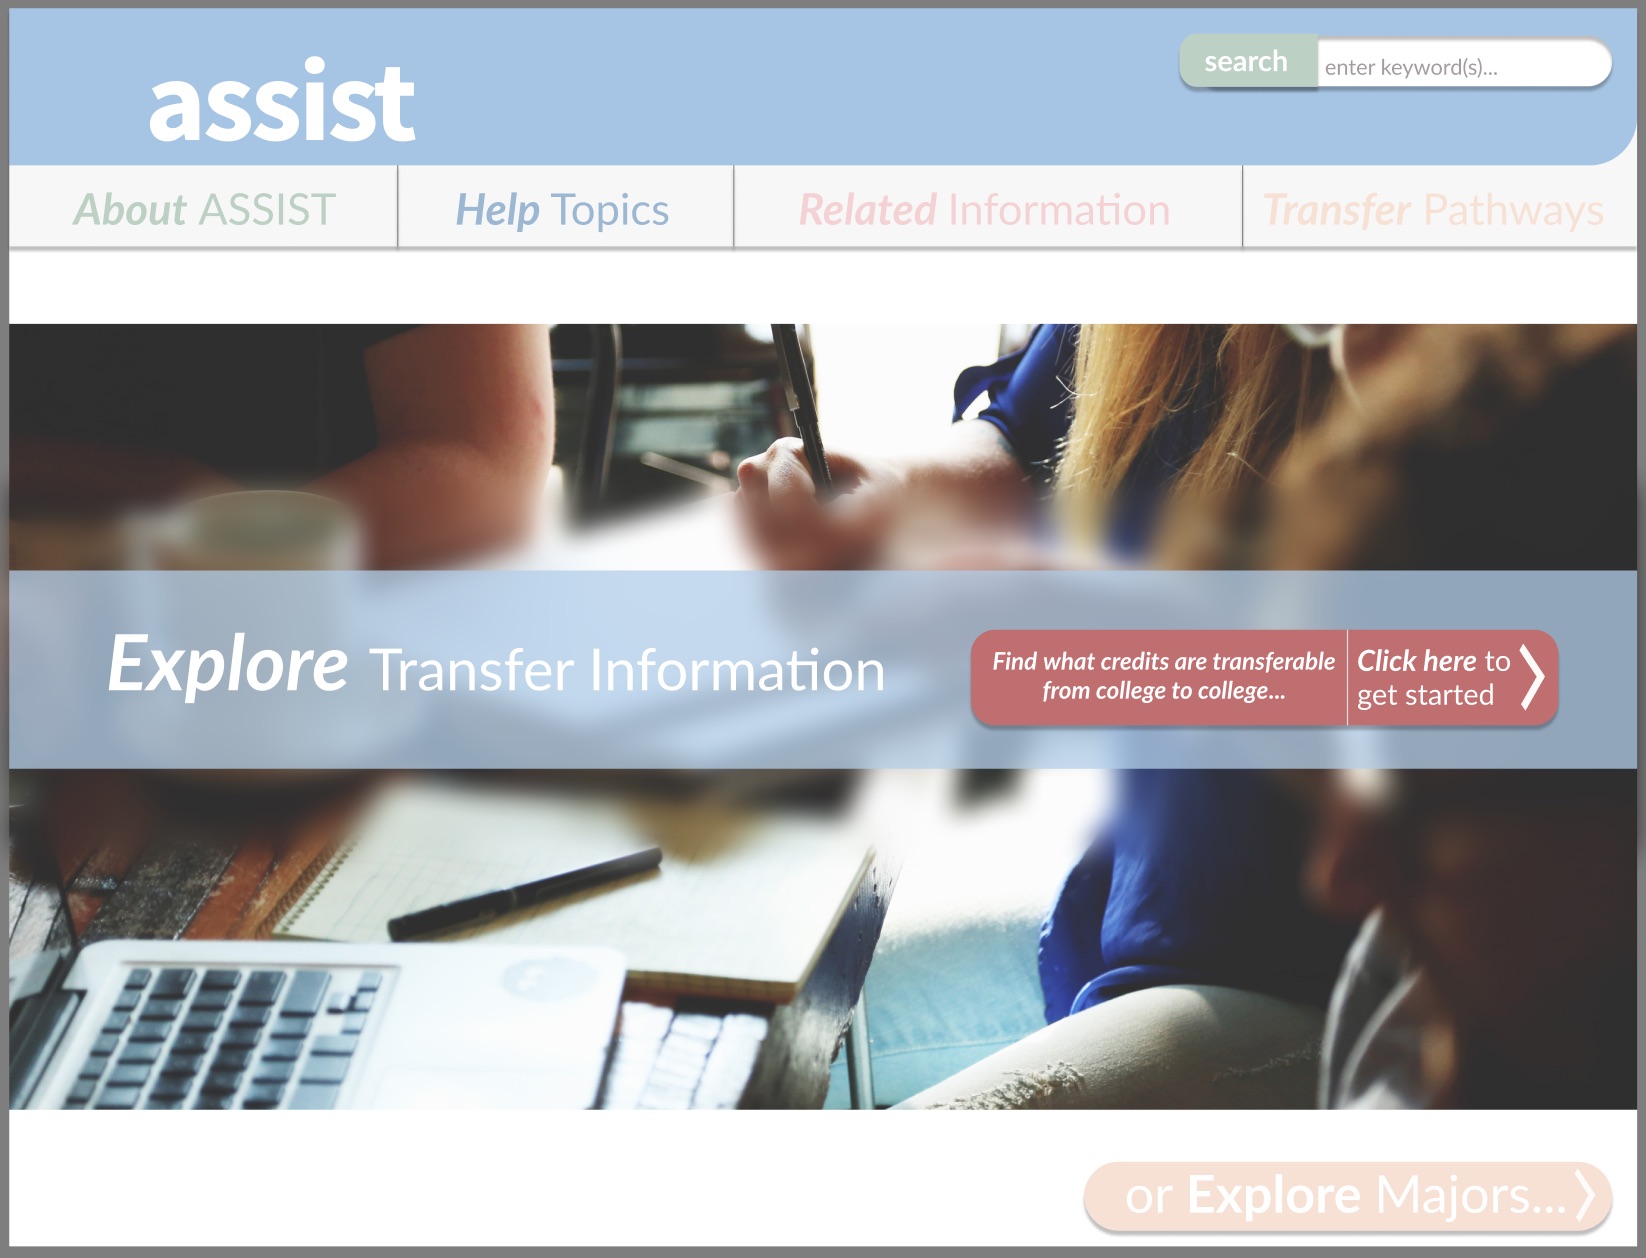 assist
search
enter keyword(s)...
About ASSIST
Help Topics
Related Information
Transfer Pathways
Explore Transfer Information
Find what credits are transferable
from college to college...
Click here to
get started
or Explore Majors...